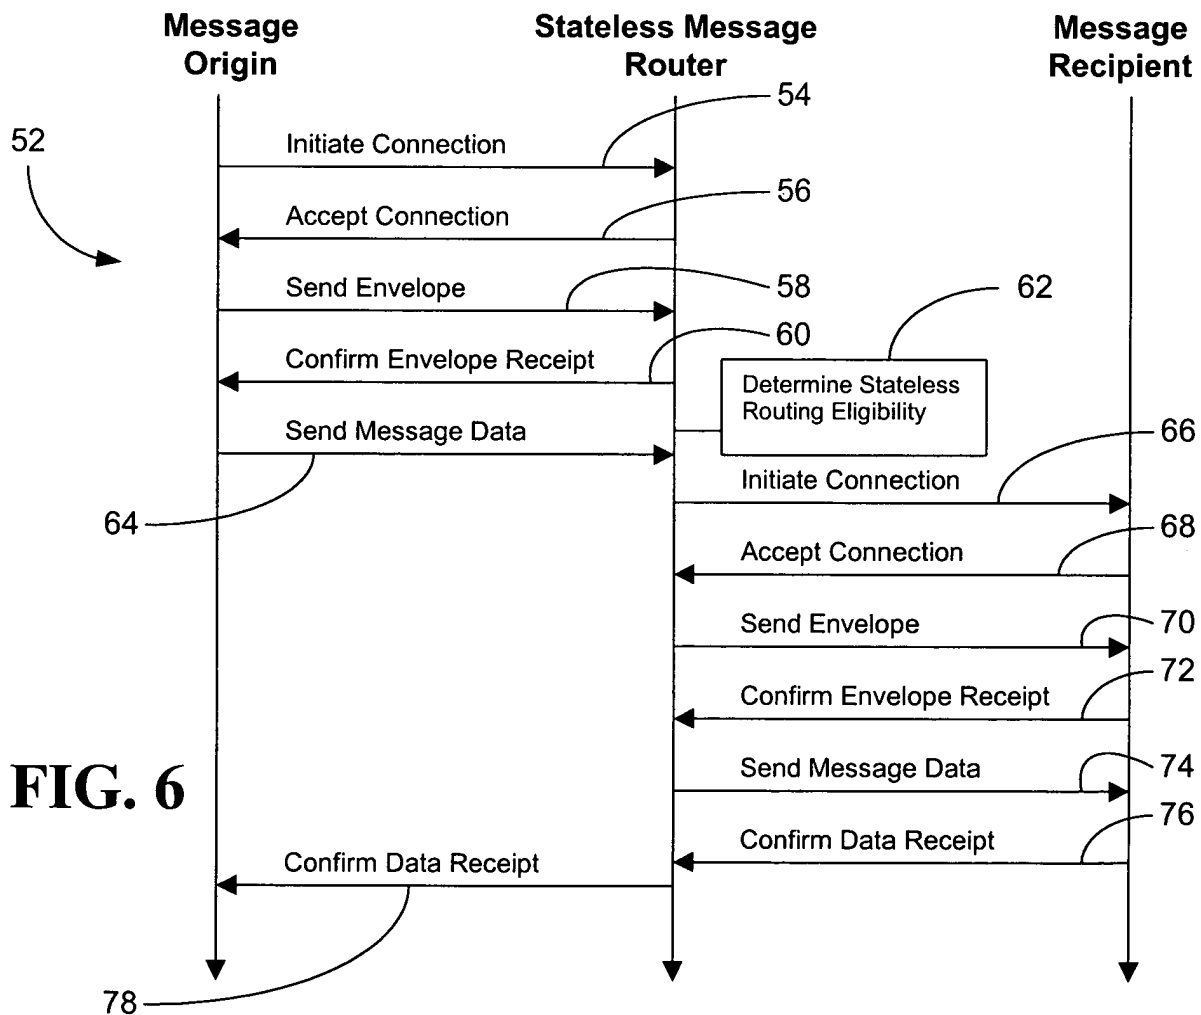 Message
Origin
Stateless Message
Router
Message
Recipient
54
52
Initiate Connection
56
Accept Connection
58
Send Envelope
62
60
Confirm Envelope Receipt
Determine Stateless
Routing Eligibility
Send Message Data
66
Initiate Connection
64
68
Accept Connection
70
Send Envelope
72
Confirm Envelope Receipt
FIG. 6
74
Send Message Data
76
Confirm Data Receipt
Confirm Data Receipt
78